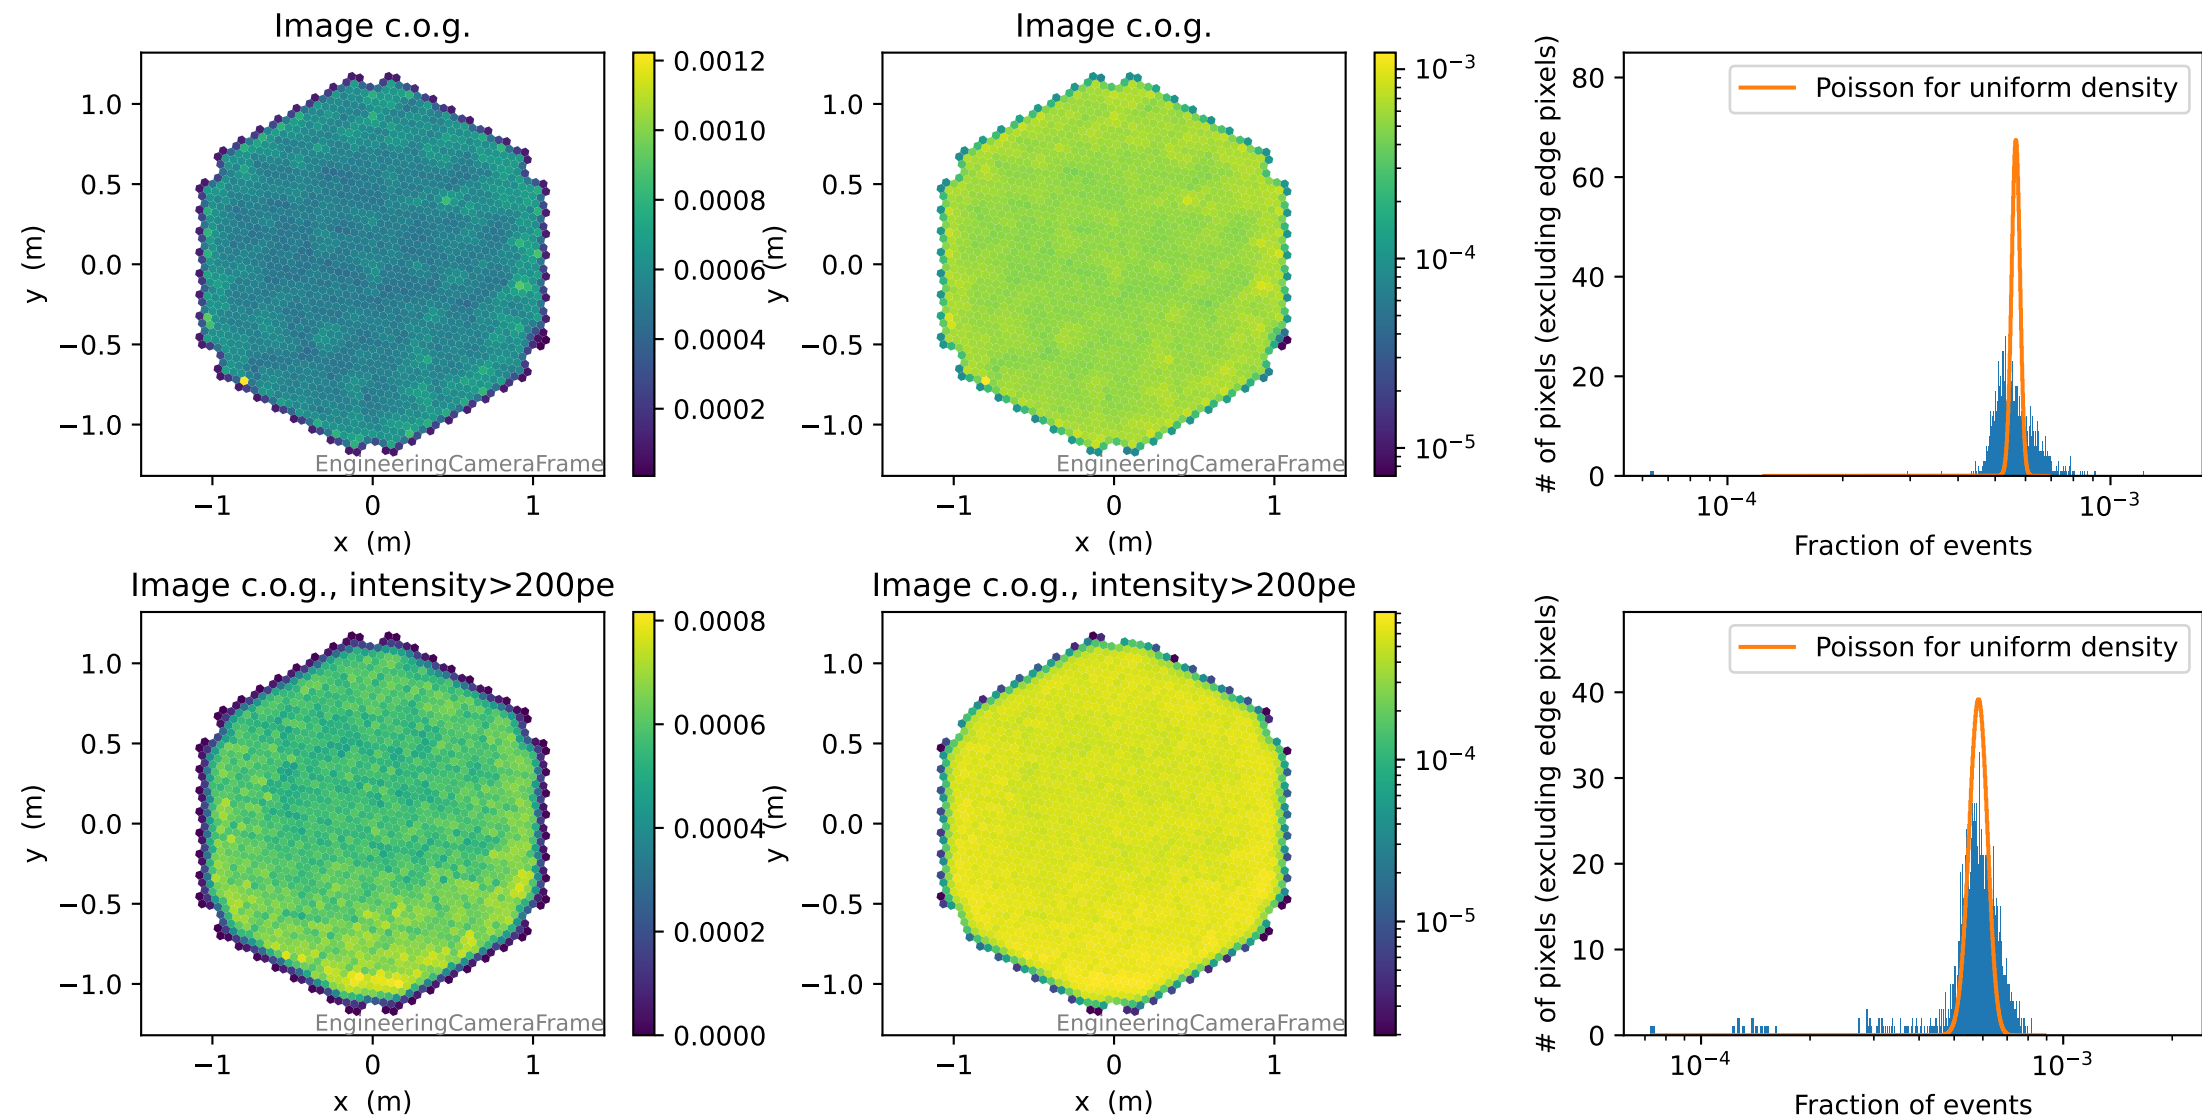 Image c.o.g.
1.0
0.5
0.0
−0.5
−1.0
y (m)
−1
0
1
x (m)
EngineeringCameraFrame
0.0012
0.0010
0.0008
0.0006
0.0004
0.0002
Image c.o.g.
1.0
0.5
0.0
−0.5
−1.0
y (m)
−1
0
1
x (m)
EngineeringCameraFrame
10⁻³
10⁻⁴
10⁻⁵
Poisson for uniform density
# of pixels (excluding edge pixels)
80
60
40
20
0
10⁻⁴
10⁻³
Fraction of events
Image c.o.g., intensity>200pe
1.0
0.5
0.0
−0.5
−1.0
y (m)
−1
0
1
x (m)
EngineeringCameraFrame
0.0008
0.0006
0.0004
0.0002
0.0000
Image c.o.g., intensity>200pe
1.0
0.5
0.0
−0.5
−1.0
y (m)
−1
0
1
x (m)
EngineeringCameraFrame
10⁻⁴
10⁻⁵
Poisson for uniform density
# of pixels (excluding edge pixels)
40
30
20
10
0
10⁻⁴
10⁻³
Fraction of events